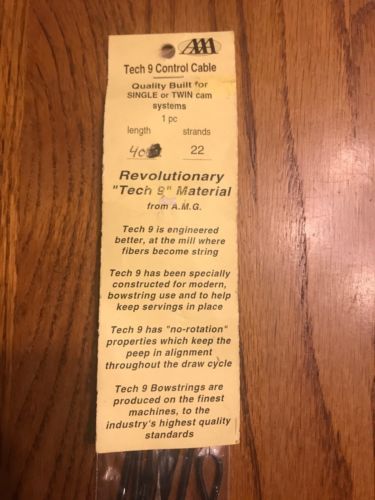 AAA
Tech 9 Control Cable
Quality Built for
SINGLE or TWIN cam
systems
1 pc
length strands
40 22
Revolutionary
"Tech 9" Material
from A.M.G.
Tech 9 is engineered
better, at the mill where
fibers become string
Tech 9 has been specially
constructed for modern,
bowstring use and to help
keep servings in place
Tech 9 has "no-rotation"
properties which keep the
peep in alignment
throughout the draw cycle
Tech 9 Bowstrings are
produced on the finest
machines, to the
industry's highest quality
standards